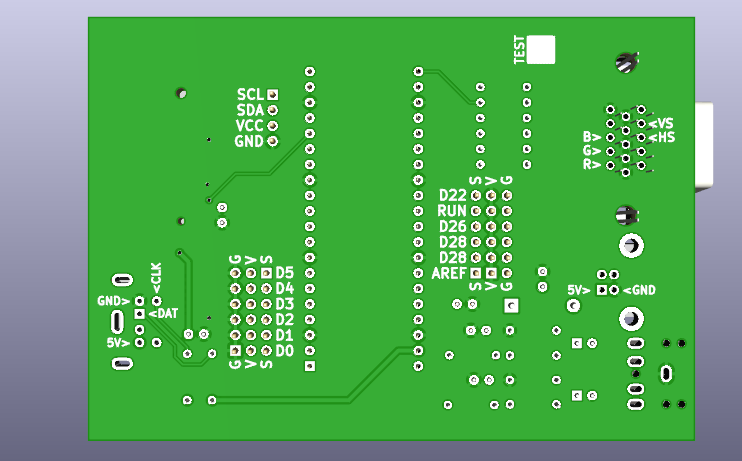 TEST
SCL
SDA
VCC
GND
<VS
B> <HS
G>
R>
S V G
D22
RUN
D26
D28
D28
AREF
S V G
G V S
D5
D4
D3
D2
D1
D0
G V S
<CLK
GND>
<DAT
5V>
5V> <GND